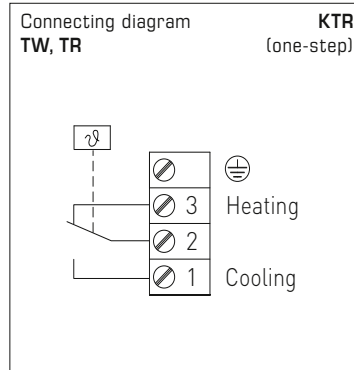 Connecting diagram KTR
TW, TR (one-step)
ϑ
3 Heating
2
1 Cooling